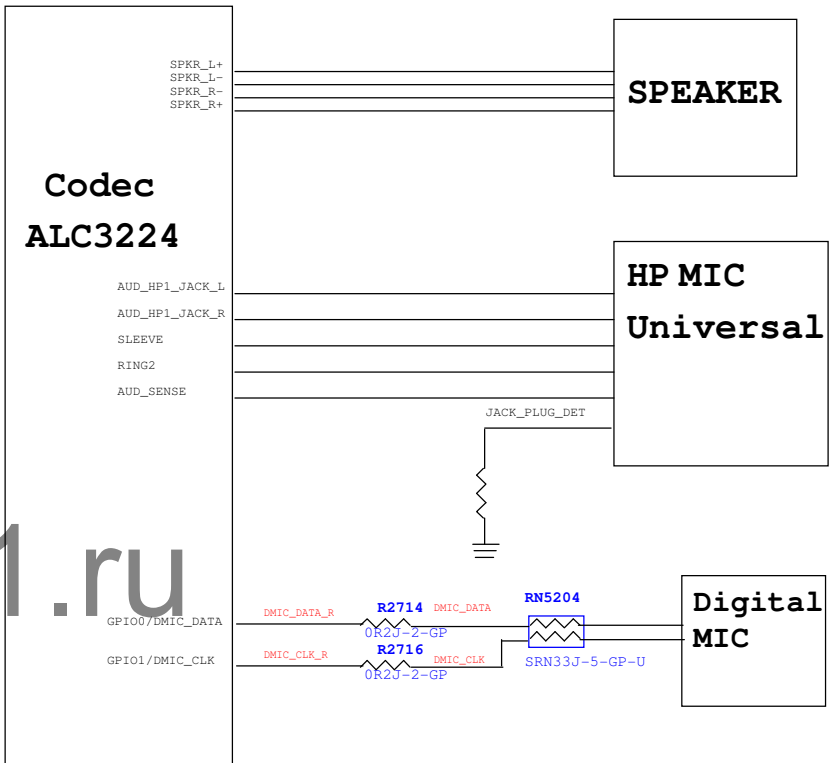 SPKR_L+
SPKR_L-
SPKR_R-
SPKR_R+
SPEAKER
Codec
ALC3224
AUD_HP1_JACK_L
AUD_HP1_JACK_R
SLEEVE
RING2
AUD_SENSE
HP MIC
Universal
JACK_PLUG_DET
1.ru
GPIO0/DMIC_DATA
DMIC_DATA_R
R2714
0R2J-2-GP
DMIC_DATA
RN5204
GPIO1/DMIC_CLK
DMIC_CLK_R
R2716
0R2J-2-GP
DMIC_CLK
SRN33J-5-GP-U
Digital
MIC